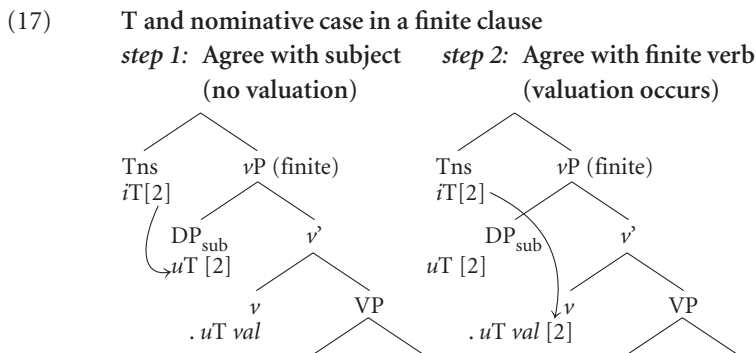 (17) T and nominative case in a finite clause
step 1: Agree with subject step 2: Agree with finite verb
(no valuation) (valuation occurs)
Tns vP (finite) Tns vP (finite)
iT[2] iT[2]
DPsub v’ DPsub v’
uT [2] uT [2]
v VP v VP
. uT val . uT val [2]